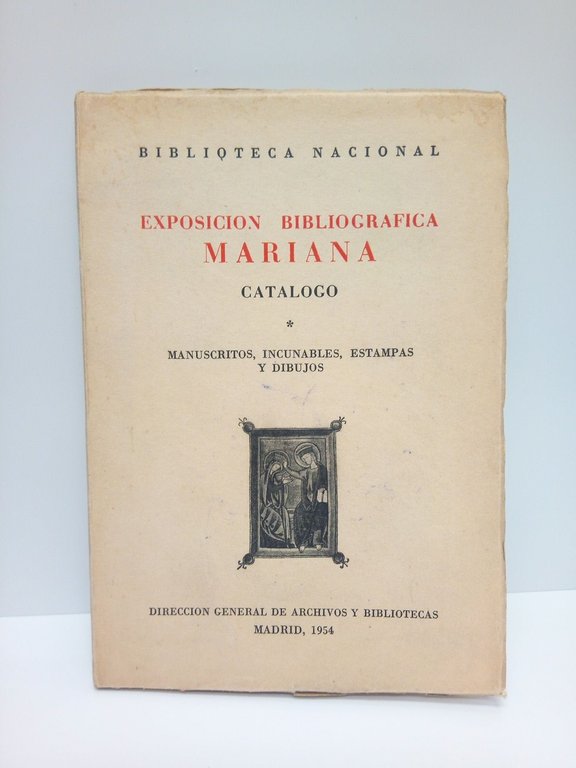 BIBLIOTECA NACIONAL
EXPOSICION BIBLIOGRAFICA
MARIANA
CATALOGO
*
MANUSCRITOS, INCUNABLES, ESTAMPAS
Y DIBUJOS
DIRECCION GENERAL DE ARCHIVOS Y BIBLIOTECAS
MADRID, 1954